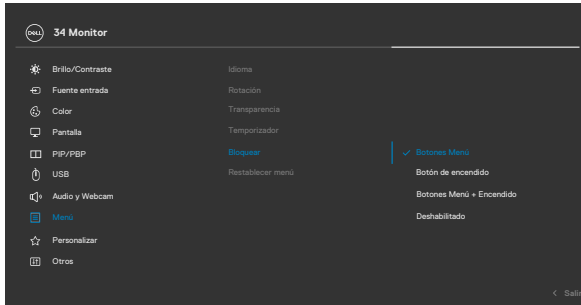 DELL 34 Monitor
Brillo/Contraste
Idioma
Fuente entrada
Rotación
Color
Transparencia
Pantalla
Temporizador
PIP/PBP
Bloquear
Botones Menú
USB
Restablecer menú
Botón de encendido
Audio y Webcam
Botones Menú + Encendido
Menú
Deshabilitado
Personalizar
Otros
Salir